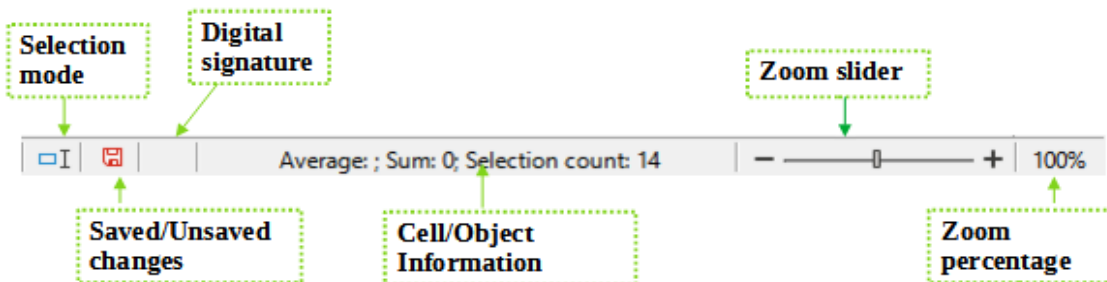 Selection
mode
Digital
signature
Zoom slider
Average: ; Sum: 0; Selection count: 14
100%
Saved/Unsaved
changes
Cell/Object
Information
Zoom
percentage